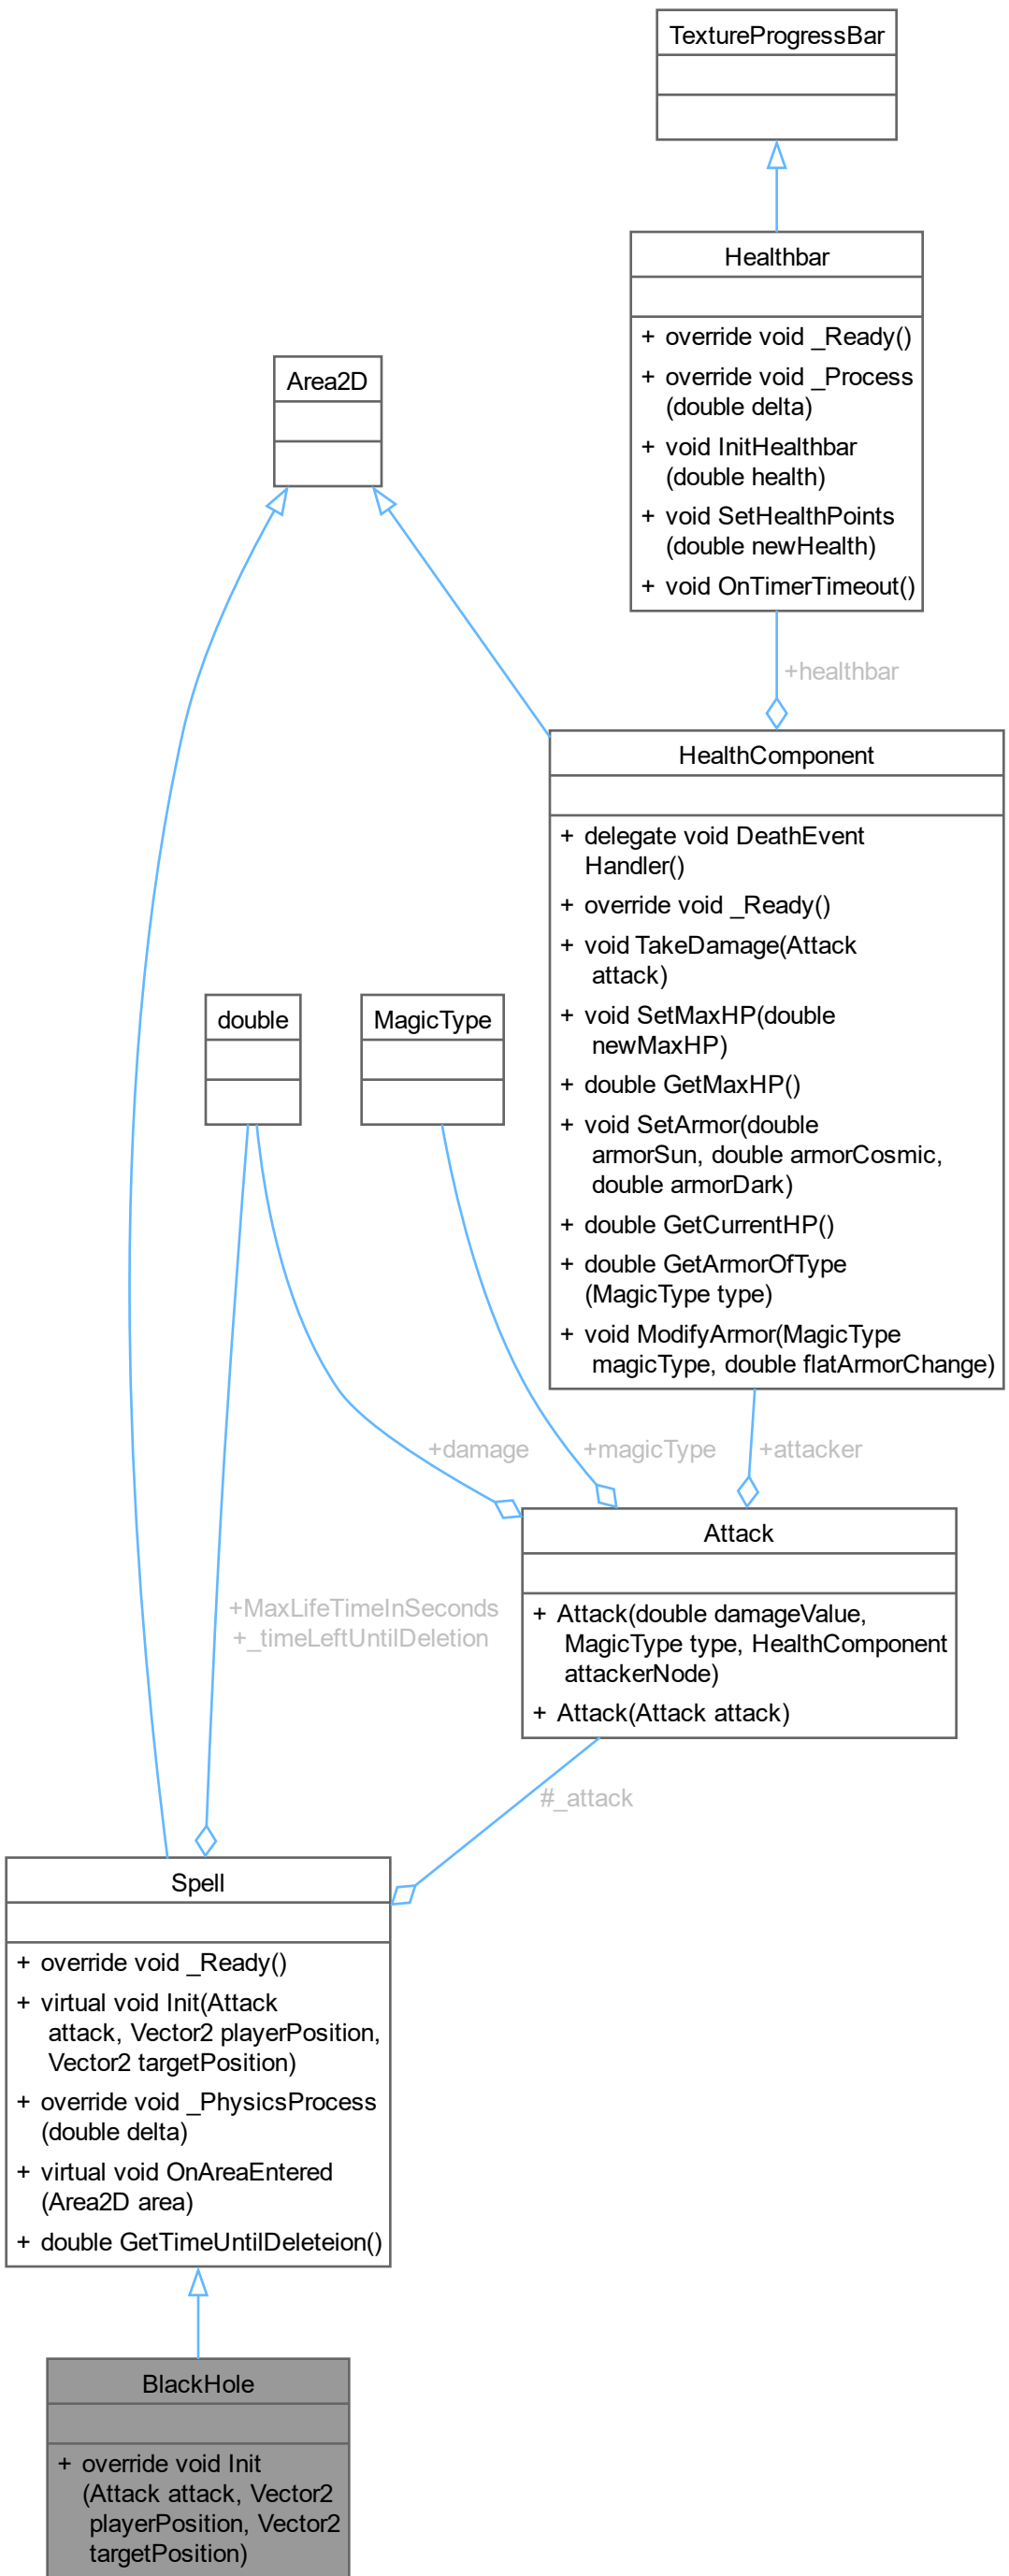 TextureProgressBar
Healthbar
+ override void _Ready()
+ override void _Process
(double delta)
+ void InitHealthbar
(double health)
+ void SetHealthPoints
(double newHealth)
+ void OnTimerTimeout()
Area2D
+healthbar
HealthComponent
+ delegate void DeathEvent
Handler()
+ override void _Ready()
+ void TakeDamage(Attack
attack)
+ void SetMaxHP(double
newMaxHP)
+ double GetMaxHP()
+ void SetArmor(double
armorSun, double armorCosmic,
double armorDark)
+ double GetCurrentHP()
+ double GetArmorOfType
(MagicType type)
+ void ModifyArmor(MagicType
magicType, double flatArmorChange)
double
MagicType
+damage
+magicType
+attacker
Attack
+ Attack(double damageValue,
MagicType type, HealthComponent
attackerNode)
+ Attack(Attack attack)
+MaxLifeTimeInSeconds
+_timeLeftUntilDeletion
#_attack
Spell
+ override void _Ready()
+ virtual void Init(Attack
attack, Vector2 playerPosition,
Vector2 targetPosition)
+ override void _PhysicsProcess
(double delta)
+ virtual void OnAreaEntered
(Area2D area)
+ double GetTimeUntilDeleteion()
BlackHole
+ override void Init
(Attack attack, Vector2
playerPosition, Vector2
targetPosition)